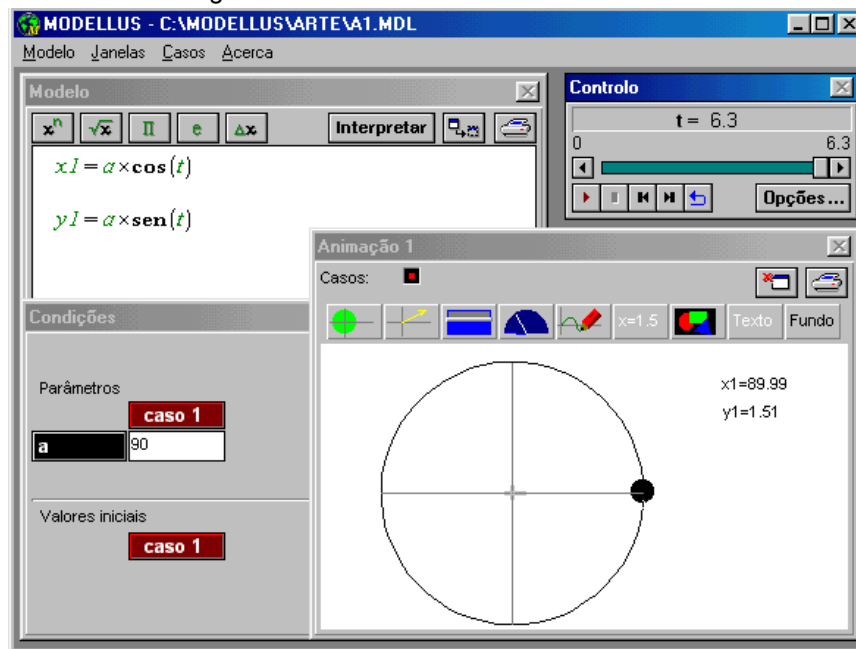 MODELLUS - C:\MODELLUS\ARTE\A1.MDL
Modelo Janelas Casos Acerca
Modelo
xⁿ √x Π e Δx Interpretar
x1 = a×cos(t)
y1 = a×sen(t)
Controlo
t = 6.3
0 6.3
Opções...
Animação 1
Casos:
x=1.5 Texto Fundo
x1=89.99
y1=1.51
Condições
Parâmetros
caso 1
a 90
Valores iniciais
caso 1